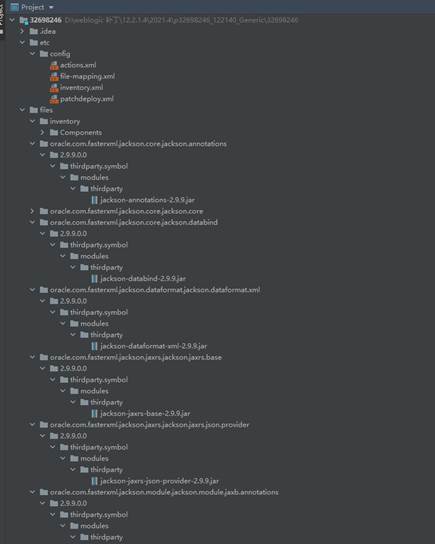 Project
32698246 D:\weblogic 补丁\12.2.1.4\2021.4\p32698246_122140_Generic\32698246
.idea
etc
config
actions.xml
file-mapping.xml
inventory.xml
patchdeploy.xml
files
inventory
Components
oracle.com.fasterxml.jackson.core.jackson.annotations
2.9.9.0.0
thirdparty.symbol
modules
thirdparty
jackson-annotations-2.9.9.jar
oracle.com.fasterxml.jackson.core.jackson.core
oracle.com.fasterxml.jackson.core.jackson.databind
2.9.9.0.0
thirdparty.symbol
modules
thirdparty
jackson-databind-2.9.9.jar
oracle.com.fasterxml.jackson.dataformat.jackson.dataformat.xml
2.9.9.0.0
thirdparty.symbol
modules
thirdparty
jackson-dataformat-xml-2.9.9.jar
oracle.com.fasterxml.jackson.jaxrs.jackson.jaxrs.base
2.9.9.0.0
thirdparty.symbol
modules
thirdparty
jackson-jaxrs-base-2.9.9.jar
oracle.com.fasterxml.jackson.jaxrs.jackson.jaxrs.json.provider
2.9.9.0.0
thirdparty.symbol
modules
thirdparty
jackson-jaxrs-json-provider-2.9.9.jar
oracle.com.fasterxml.jackson.module.jackson.module.jaxb.annotations
2.9.9.0.0
thirdparty.symbol
modules
thirdparty